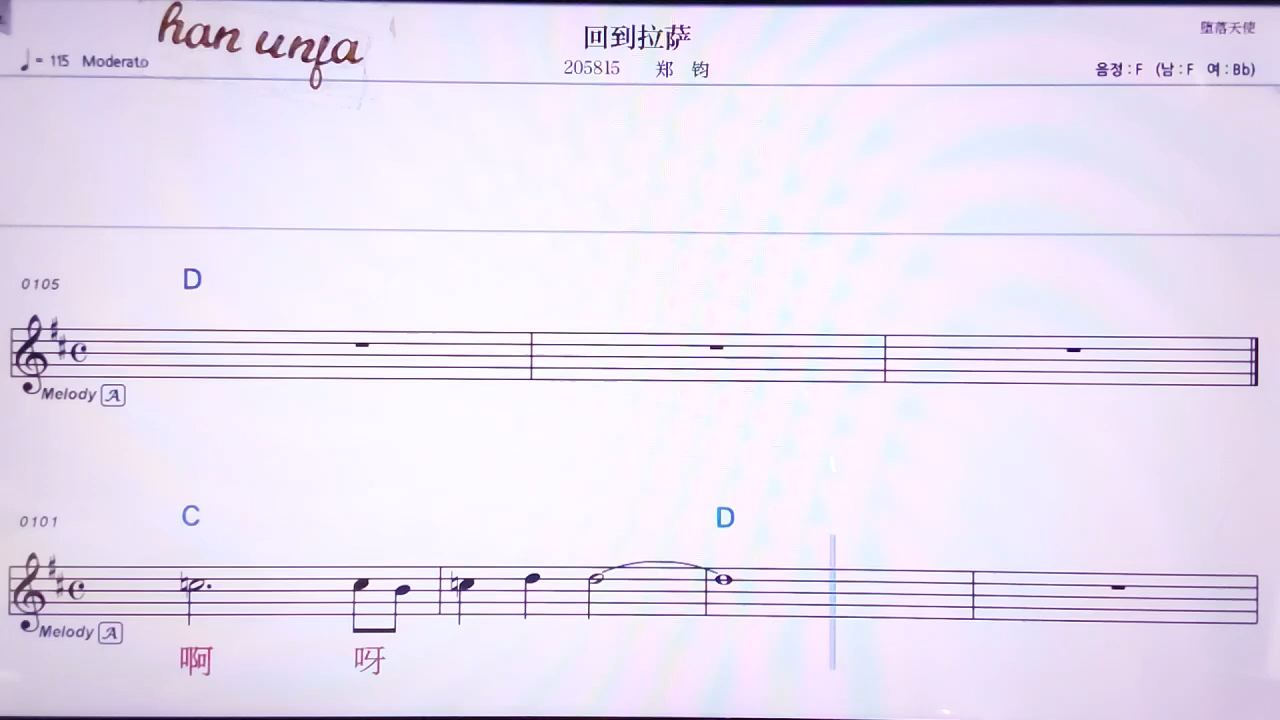 han unfa
回到拉萨
堕落天使
♩= 115 Moderato
205815 郑 钧
음정 : F (남 : F 여 : Bb)
0105
D
Melody A
0101
C D
Melody A
啊 呀